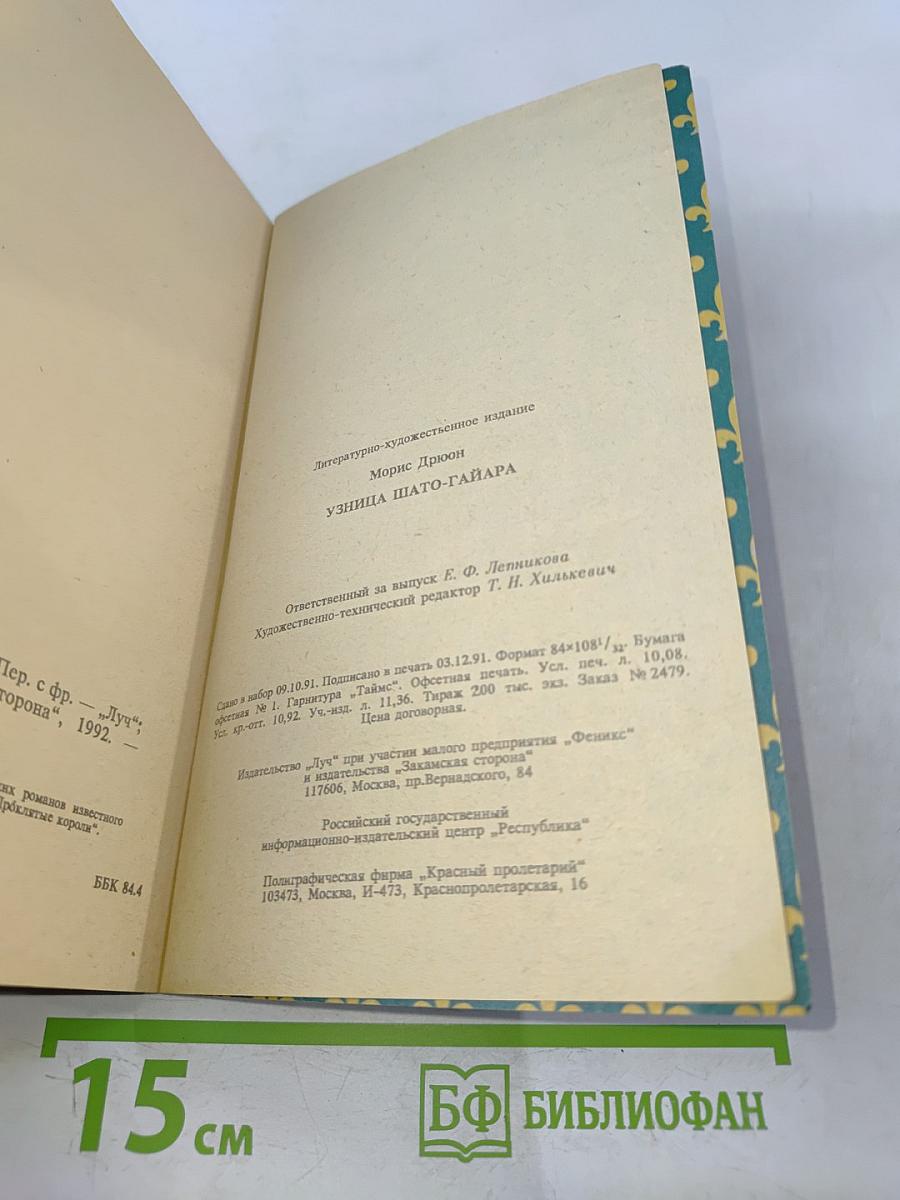 Пер. с фр. — „Луч“;
сторона“, 1992. —
ких романов известного
Проклятые короли“.
ББК 84.4
Литературно-художественное издание
Морис Дрюон
УЗНИЦА ШАТО-ГАЙАРА
Ответственный за выпуск Е. Ф. Лепникова
Художественно-технический редактор Т. Н. Хилькевич
Сдано в набор 09.10.91. Подписано в печать 03.12.91. Формат 84×108¹/₃₂. Бумага
офсетная № 1. Гарнитура „Таймс“. Офсетная печать. Усл. печ. л. 10,08.
Усл. кр.-отт. 10,92. Уч.-изд. л. 11,36. Тираж 200 тыс. экз. Заказ № 2479.
Цена договорная.
Издательство „Луч“ при участии малого предприятия „Феникс“
и издательства „Закамская сторона“
117606, Москва, пр.Вернадского, 84
Российский государственный
информационно-издательский центр „Республика“
Полиграфическая фирма „Красный пролетарий“
103473, Москва, И-473, Краснопролетарская, 16
15 см
БФ БИБЛИОФАН